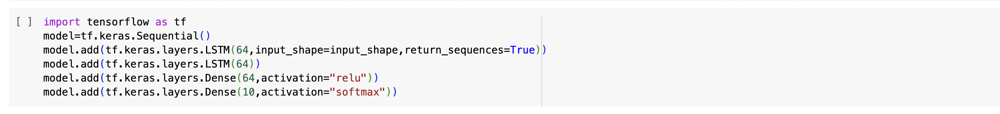 [ ] import tensorflow as tf
model=tf.keras.Sequential()
model.add(tf.keras.layers.LSTM(64,input_shape=input_shape,return_sequences=True))
model.add(tf.keras.layers.LSTM(64))
model.add(tf.keras.layers.Dense(64,activation="relu"))
model.add(tf.keras.layers.Dense(10,activation="softmax"))